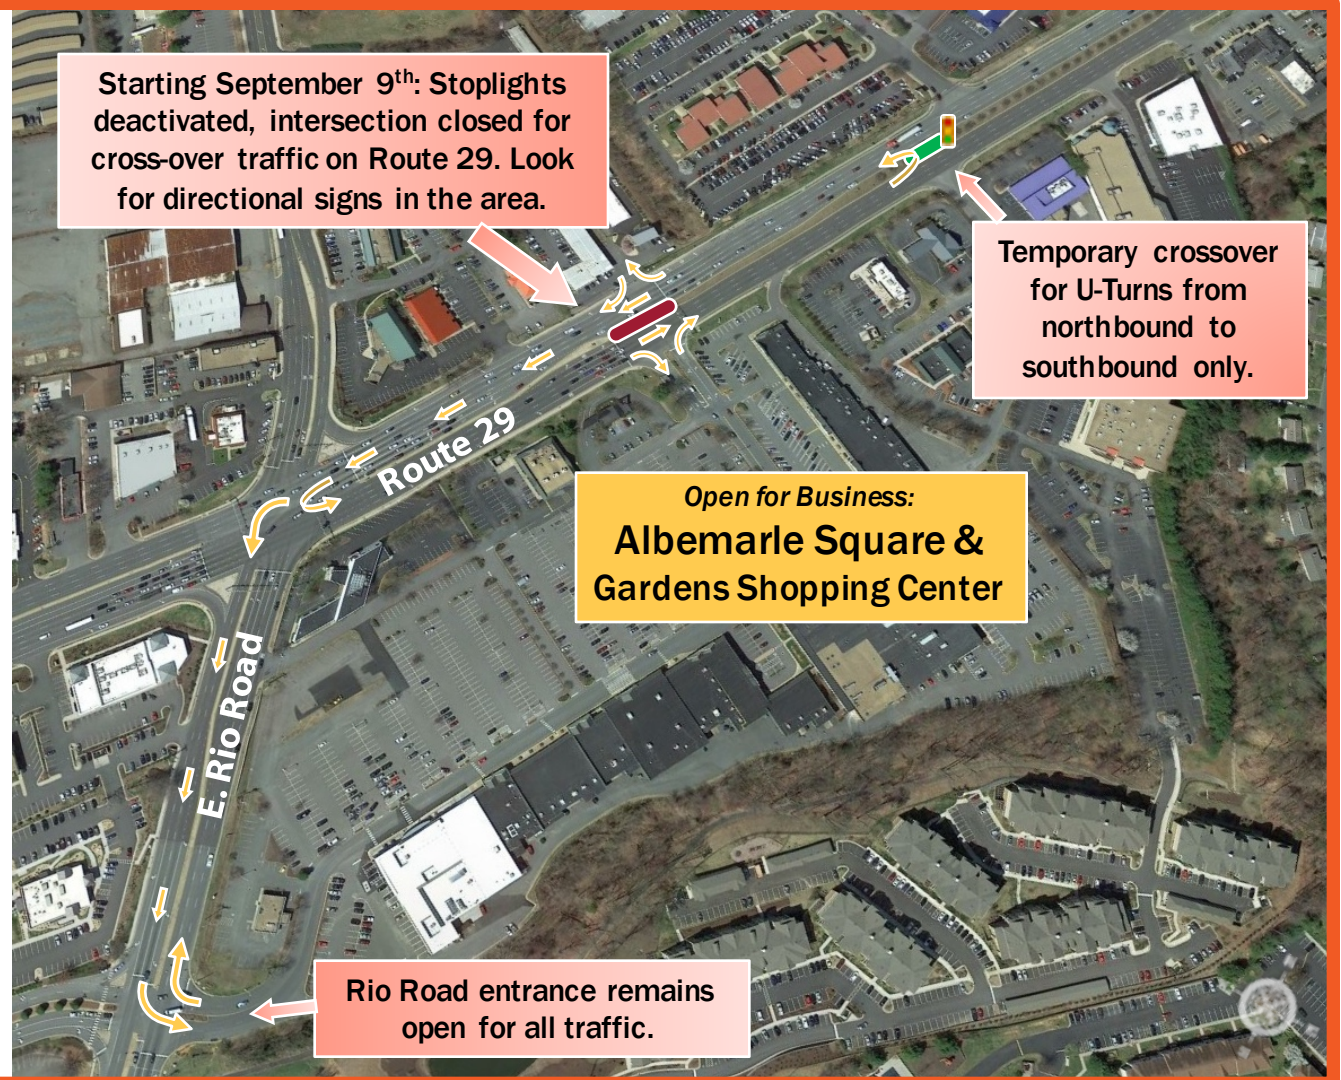 Starting September 9th: Stoplights
deactivated, intersection closed for
cross-over traffic on Route 29. Look
for directional signs in the area.
Temporary crossover
for U-Turns from
northbound to
southbound only.
Route 29
Open for Business:
Albemarle Square &
Gardens Shopping Center
E. Rio Road
Rio Road entrance remains
open for all traffic.